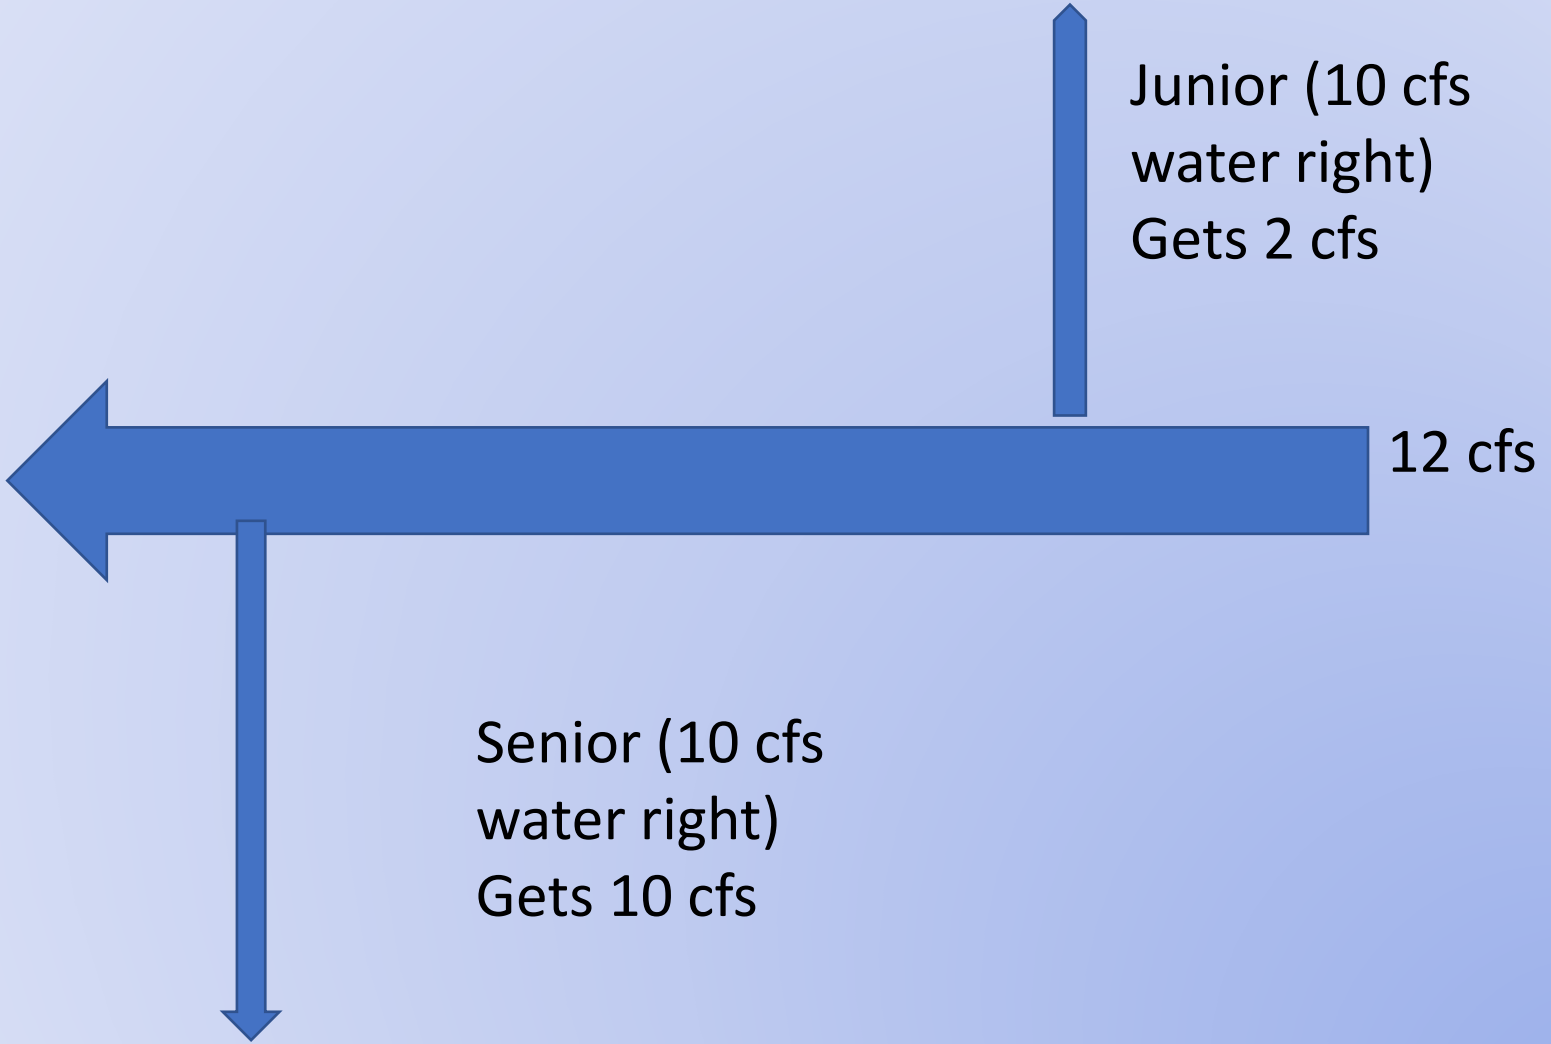 Junior (10 cfs
water right)
Gets 2 cfs
12 cfs
Senior (10 cfs
water right)
Gets 10 cfs